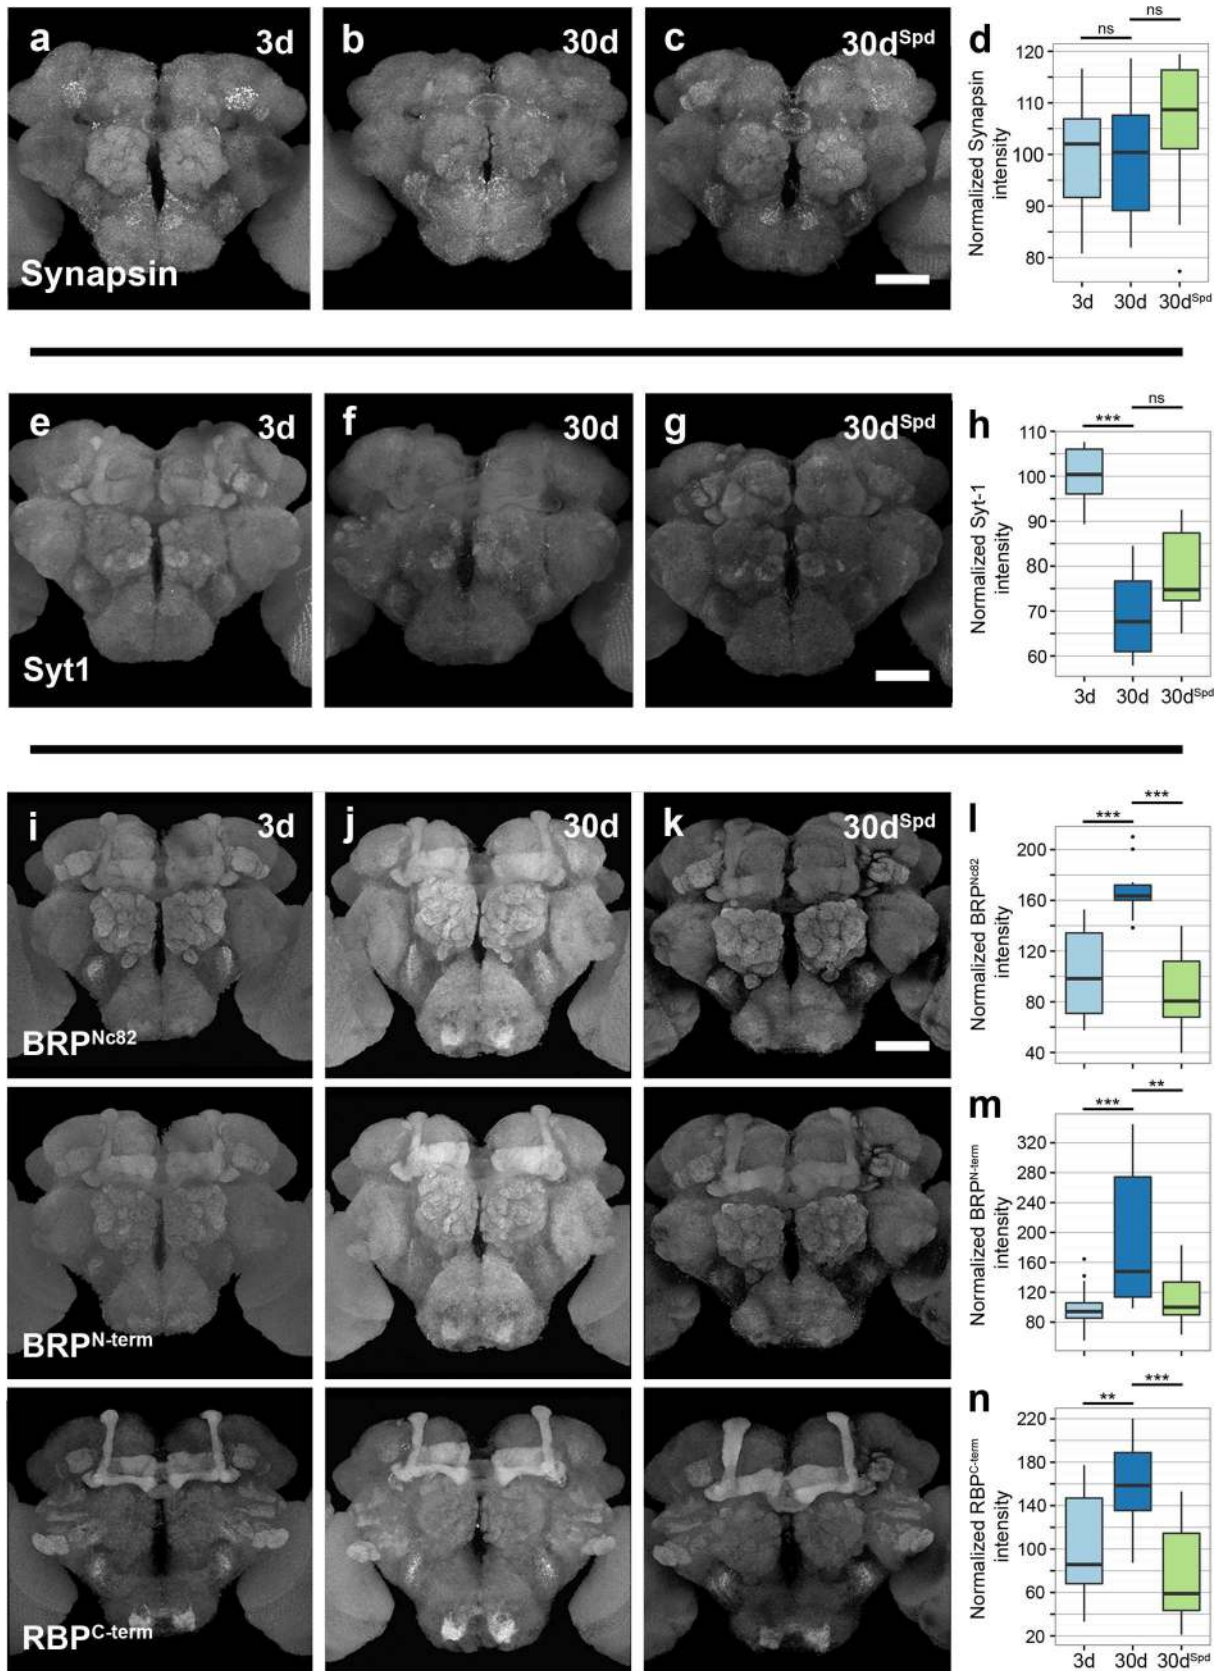 a 3d b 30d c 30d^Spd
Synapsin
d
ns
ns
Normalized Synapsin
intensity
120
110
100
90
80
3d 30d 30d^Spd
e 3d f 30d g 30d^Spd
Syt1
h
ns
***
Normalized Syt-1
intensity
110
100
90
80
70
60
3d 30d 30d^Spd
i 3d j 30d k 30d^Spd
BRP^Nc82
l
***
***
Normalized BRP^Nc82
intensity
200
160
120
80
40
BRP^N-term
m
**
***
Normalized BRP^N-term
intensity
320
280
240
200
160
120
80
RBP^C-term
n
***
**
Normalized RBP^C-term
intensity
220
180
140
100
60
20
3d 30d 30d^Spd